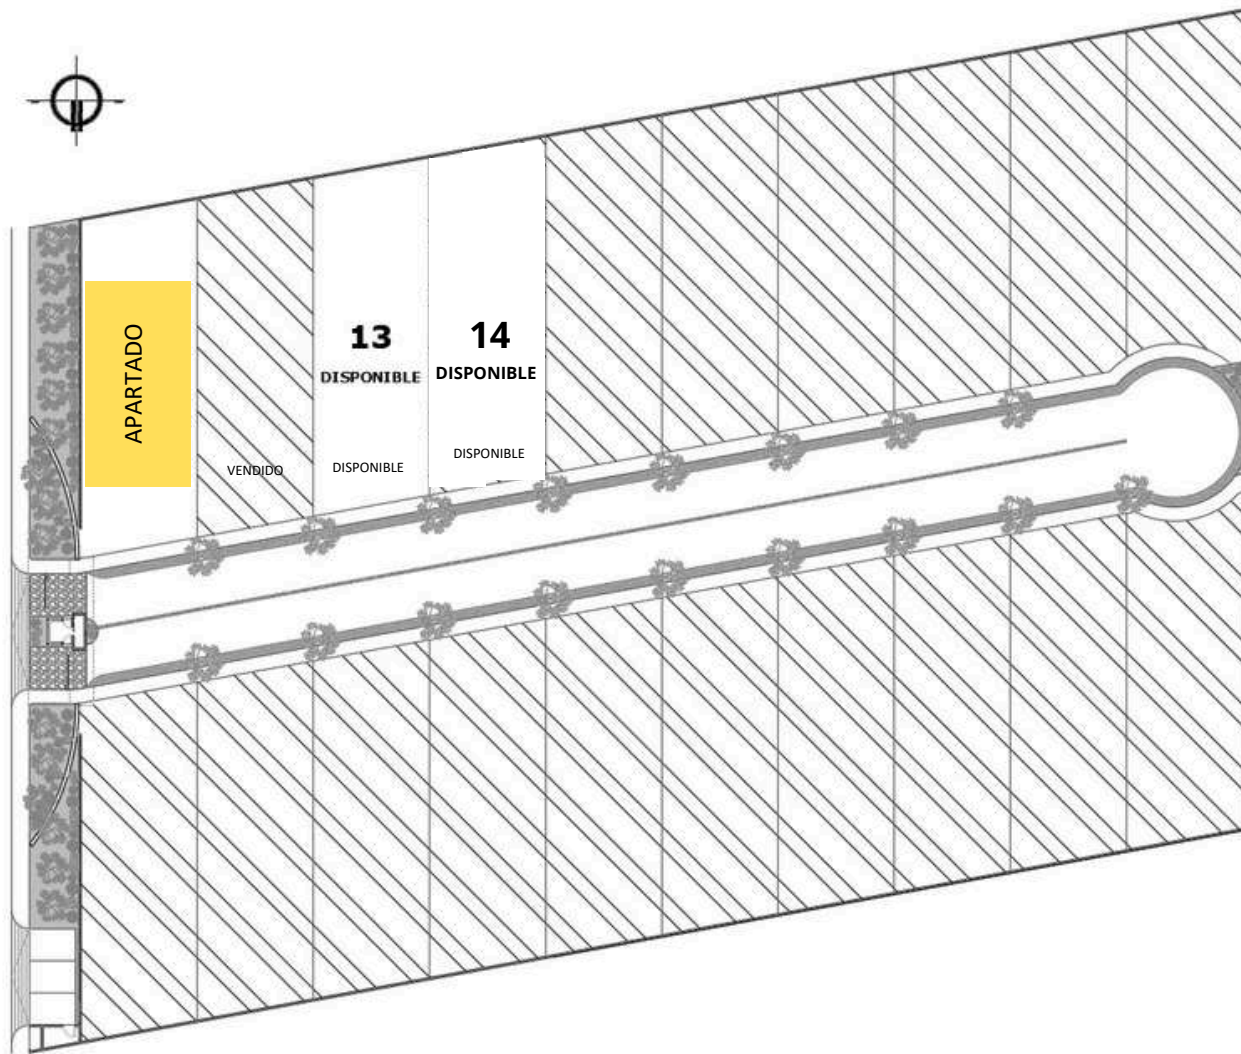 APARTADO
VENDIDO
13
DISPONIBLE
DISPONIBLE
14
DISPONIBLE
DISPONIBLE